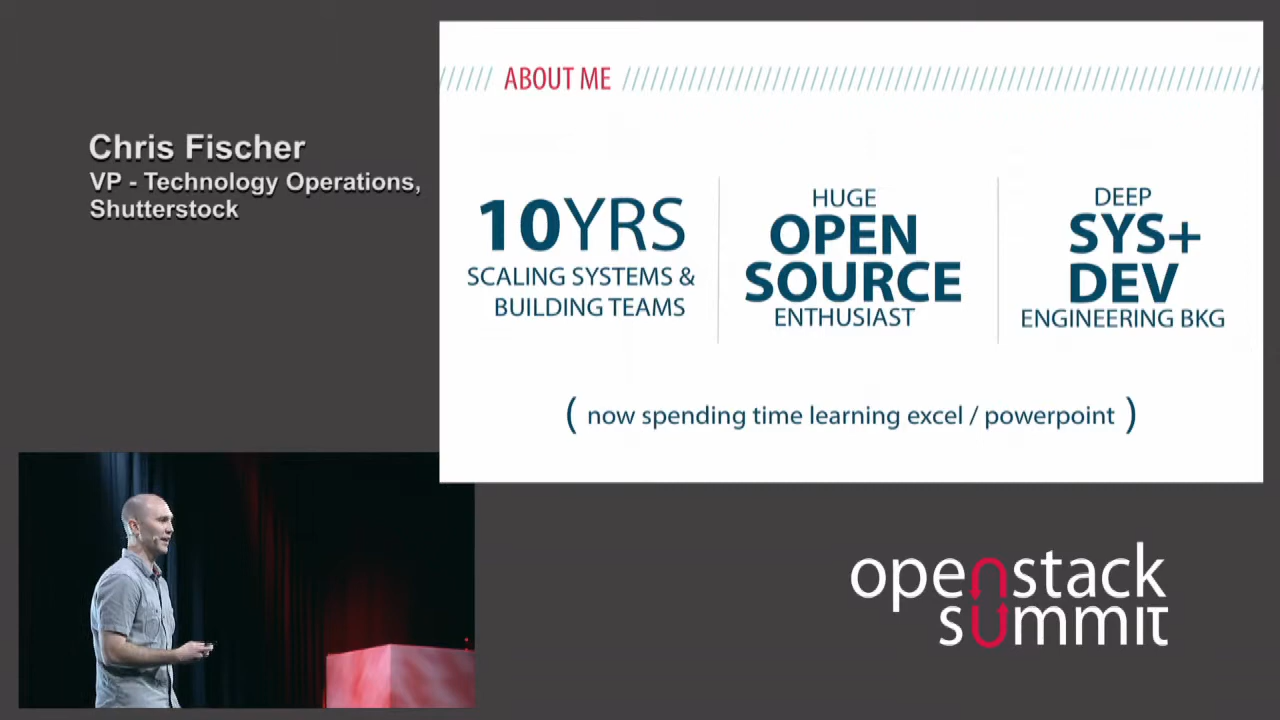 Chris Fischer
VP - Technology Operations,
Shutterstock
ABOUT ME
10YRS
SCALING SYSTEMS &
BUILDING TEAMS
HUGE
OPEN
SOURCE
ENTHUSIAST
DEEP
SYS+
DEV
ENGINEERING BKG
( now spending time learning excel / powerpoint )
openstack
summit